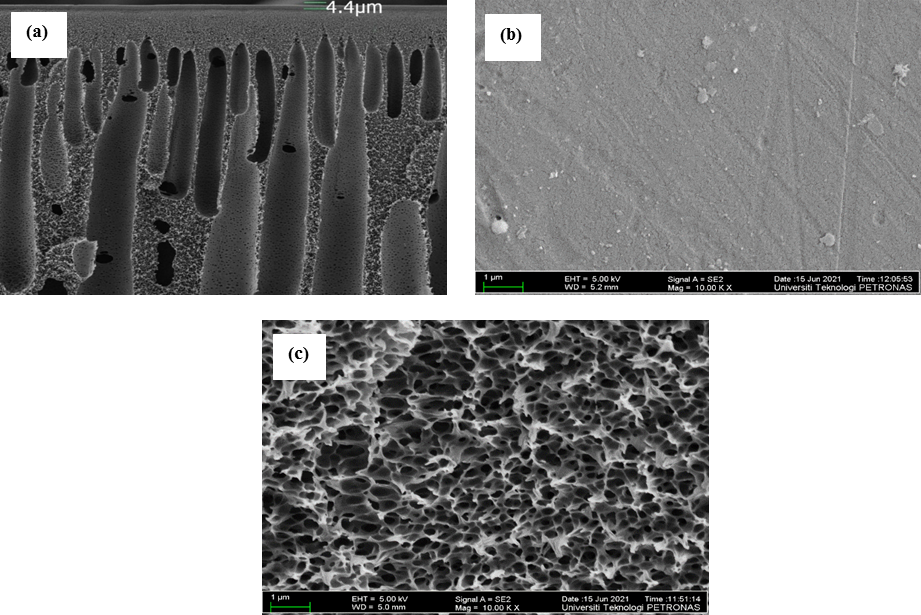 4.4µm
(a)
(b)
1 µm
EHT = 5.00 kV
WD = 5.2 mm
Signal A = SE2
Mag = 10.00 K X
Date :15 Jun 2021 Time :12:05:53
Universiti Teknologi PETRONAS
(c)
1 µm
EHT = 5.00 kV
WD = 5.0 mm
Signal A = SE2
Mag = 10.00 K X
Date :15 Jun 2021 Time :11:51:14
Universiti Teknologi PETRONAS